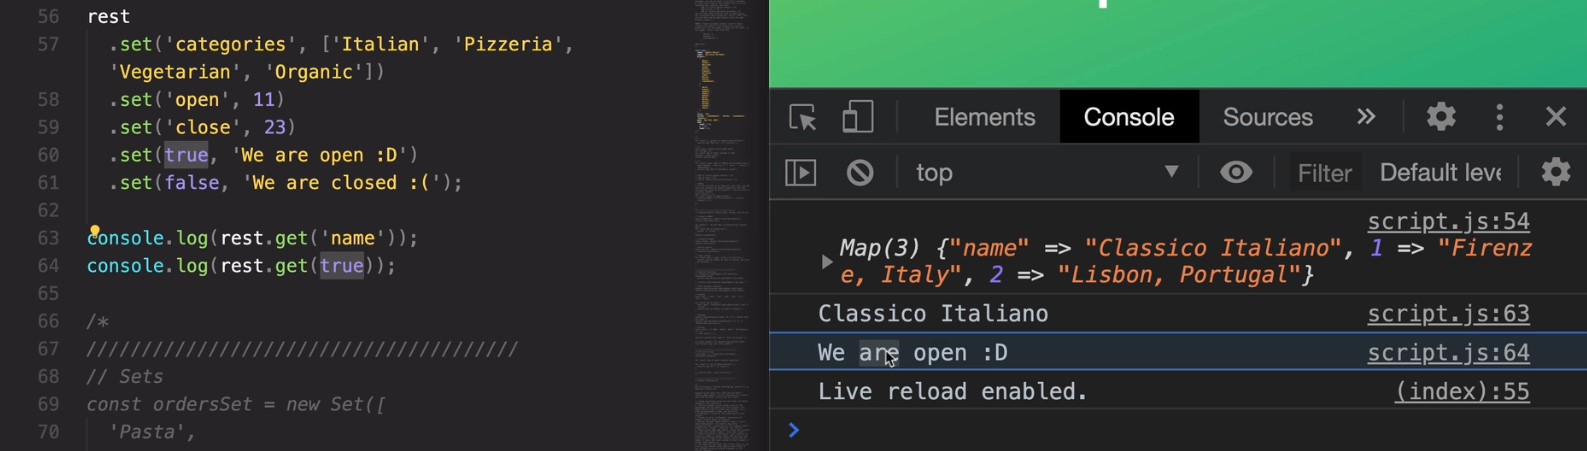 56 rest
57 .set('categories', ['Italian', 'Pizzeria',
'Vegetarian', 'Organic'])
58 .set('open', 11)
59 .set('close', 23)
60 .set(true, 'We are open :D')
61 .set(false, 'We are closed :(');
62
63 console.log(rest.get('name'));
64 console.log(rest.get(true));
65
66 /*
67 ///////////////////////////////////////
68 // Sets
69 const ordersSet = new Set([
70 'Pasta',
Elements Console Sources »
top Filter Default leve
script.js:54
Map(3) {"name" => "Classico Italiano", 1 => "Firenz
e, Italy", 2 => "Lisbon, Portugal"}
Classico Italiano script.js:63
We are open :D script.js:64
Live reload enabled. (index):55